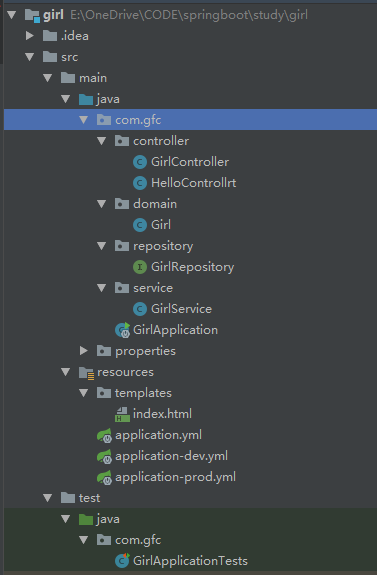 girl E:\OneDrive\CODE\springboot\study\girl
.idea
src
main
java
com.gfc
controller
GirlController
HelloControllrt
domain
Girl
repository
GirlRepository
service
GirlService
GirlApplication
properties
resources
templates
index.html
application.yml
application-dev.yml
application-prod.yml
test
java
com.gfc
GirlApplicationTests